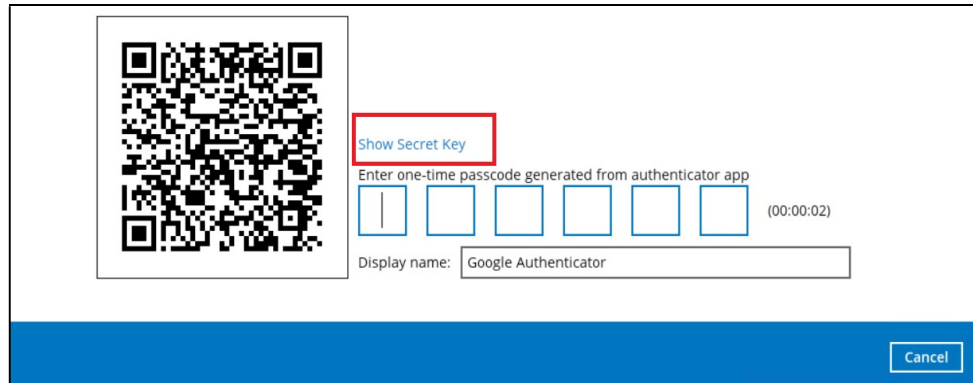 Show Secret Key
Enter one-time passcode generated from authenticator app
(00:00:02)
Display name: Google Authenticator
Cancel